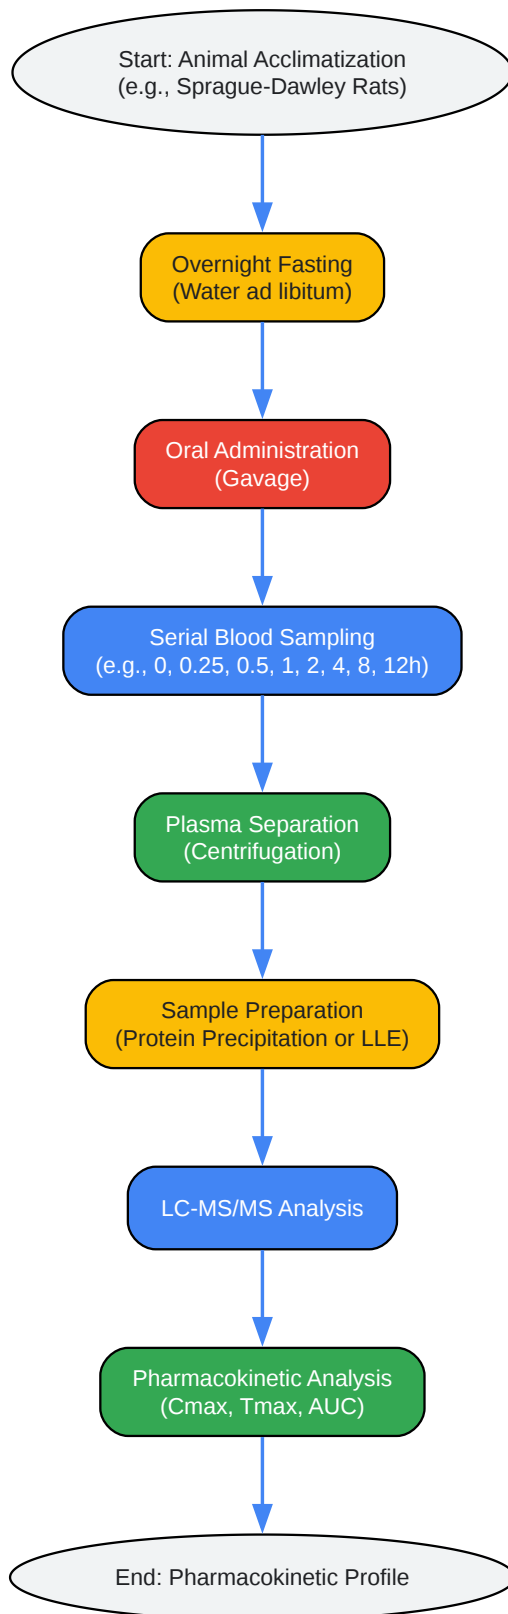 Start: Animal Acclimatization
(e.g., Sprague-Dawley Rats)
Overnight Fasting
(Water ad libitum)
Oral Administration
(Gavage)
Serial Blood Sampling
(e.g., 0, 0.25, 0.5, 1, 2, 4, 8, 12h)
Plasma Separation
(Centrifugation)
Sample Preparation
(Protein Precipitation or LLE)
LC-MS/MS Analysis
Pharmacokinetic Analysis
(Cmax, Tmax, AUC)
End: Pharmacokinetic Profile